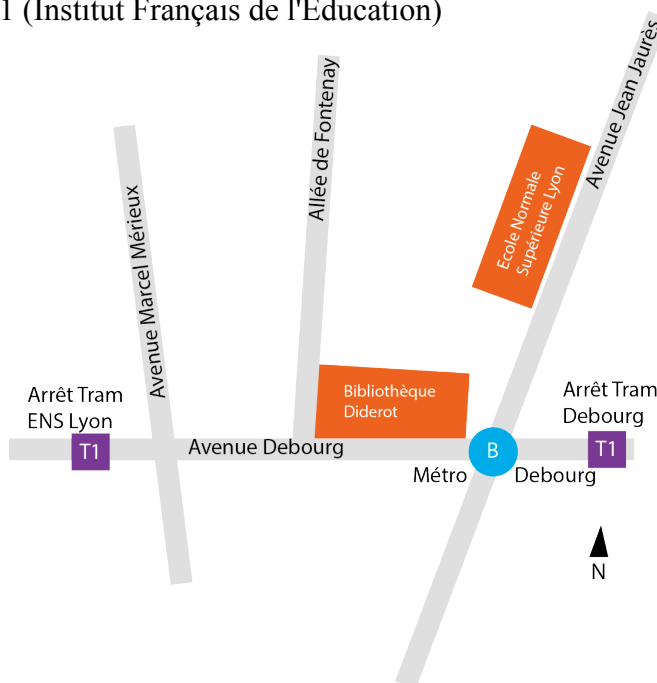 1 (Institut Français de l'Education)
Avenue Jean Jaurès
Allée de Fontenay
Ecole Normale
Supérieure Lyon
Avenue Marcel Mérieux
Arrêt Tram
ENS Lyon
T1
Bibliothèque
Diderot
Arrêt Tram
Debourg
T1
Avenue Debourg
B
Métro
Debourg
N